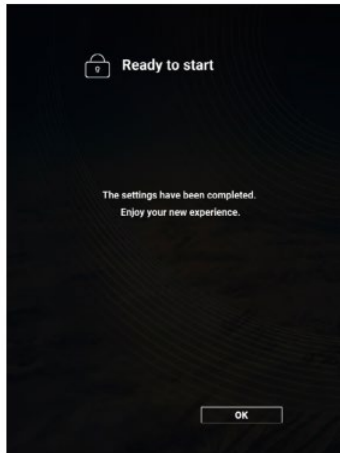 Ready to start
The settings have been completed.
Enjoy your new experience.
OK